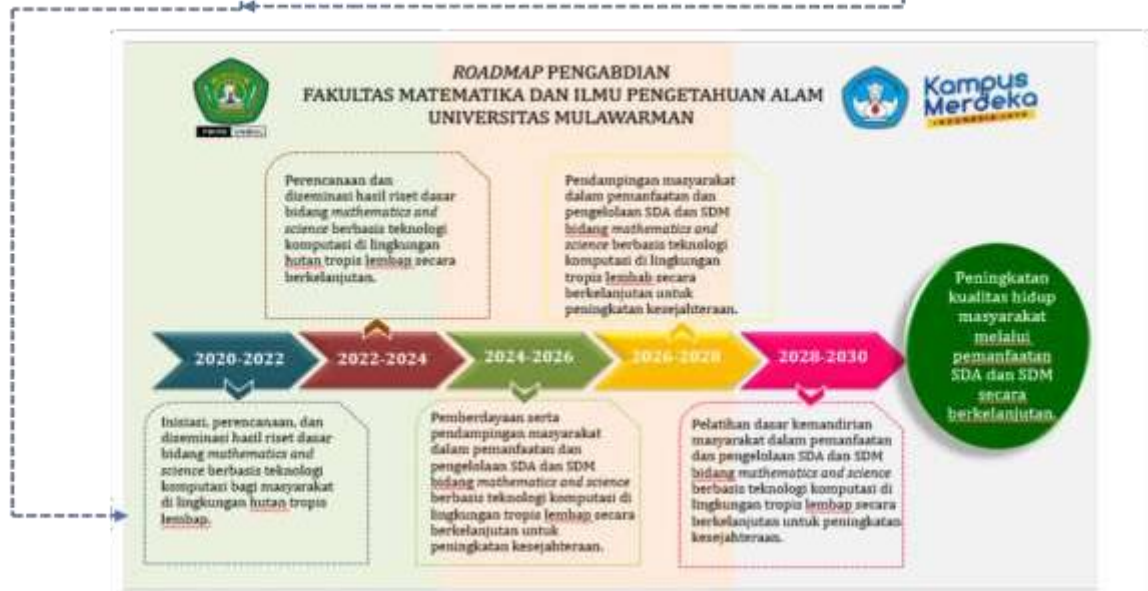 ROADMAP PENGABDIAN
FAKULTAS MATEMATIKA DAN ILMU PENGETAHUAN ALAM
UNIVERSITAS MULAWARMAN
Kampus
Merdeka
INDONESIA JAYA
Perencanaan dan
diseminasi hasil riset dasar
bidang mathematics and
science berbasis teknologi
komputasi di lingkungan
hutan tropis lembap secara
berkelanjutan.
Pendampingan masyarakat
dalam pemanfaatan dan
pengelolaan SDA dan SDM
bidang mathematics and
science berbasis teknologi
komputasi di lingkungan
tropis lembab secara
berkelanjutan untuk
peningkatan kesejahteraan.
2020-2022
2022-2024
2024-2026
2026-2028
2028-2030
Peningkatan
kualitas hidup
masyarakat
melalui
pemanfaatan
SDA dan SDM
secara
berkelanjutan.
Inisiasi, perencanaan, dan
diseminasi hasil riset dasar
bidang mathematics and
science berbasis teknologi
komputasi bagi masyarakat
di lingkungan hutan tropis
lembap.
Pemberdayaan serta
pendampingan masyarakat
dalam pemanfaatan dan
pengelolaan SDA dan SDM
bidang mathematics and science
berbasis teknologi komputasi di
lingkungan tropis lembap secara
berkelanjutan untuk
peningkatan kesejahteraan.
Pelatihan dasar kemandirian
masyarakat dalam pemanfaatan
dan pengelolaan SDA dan SDM
bidang mathematics and science
berbasis teknologi komputasi di
lingkungan tropis lembap secara
berkelanjutan untuk peningkatan
kesejahteraan.